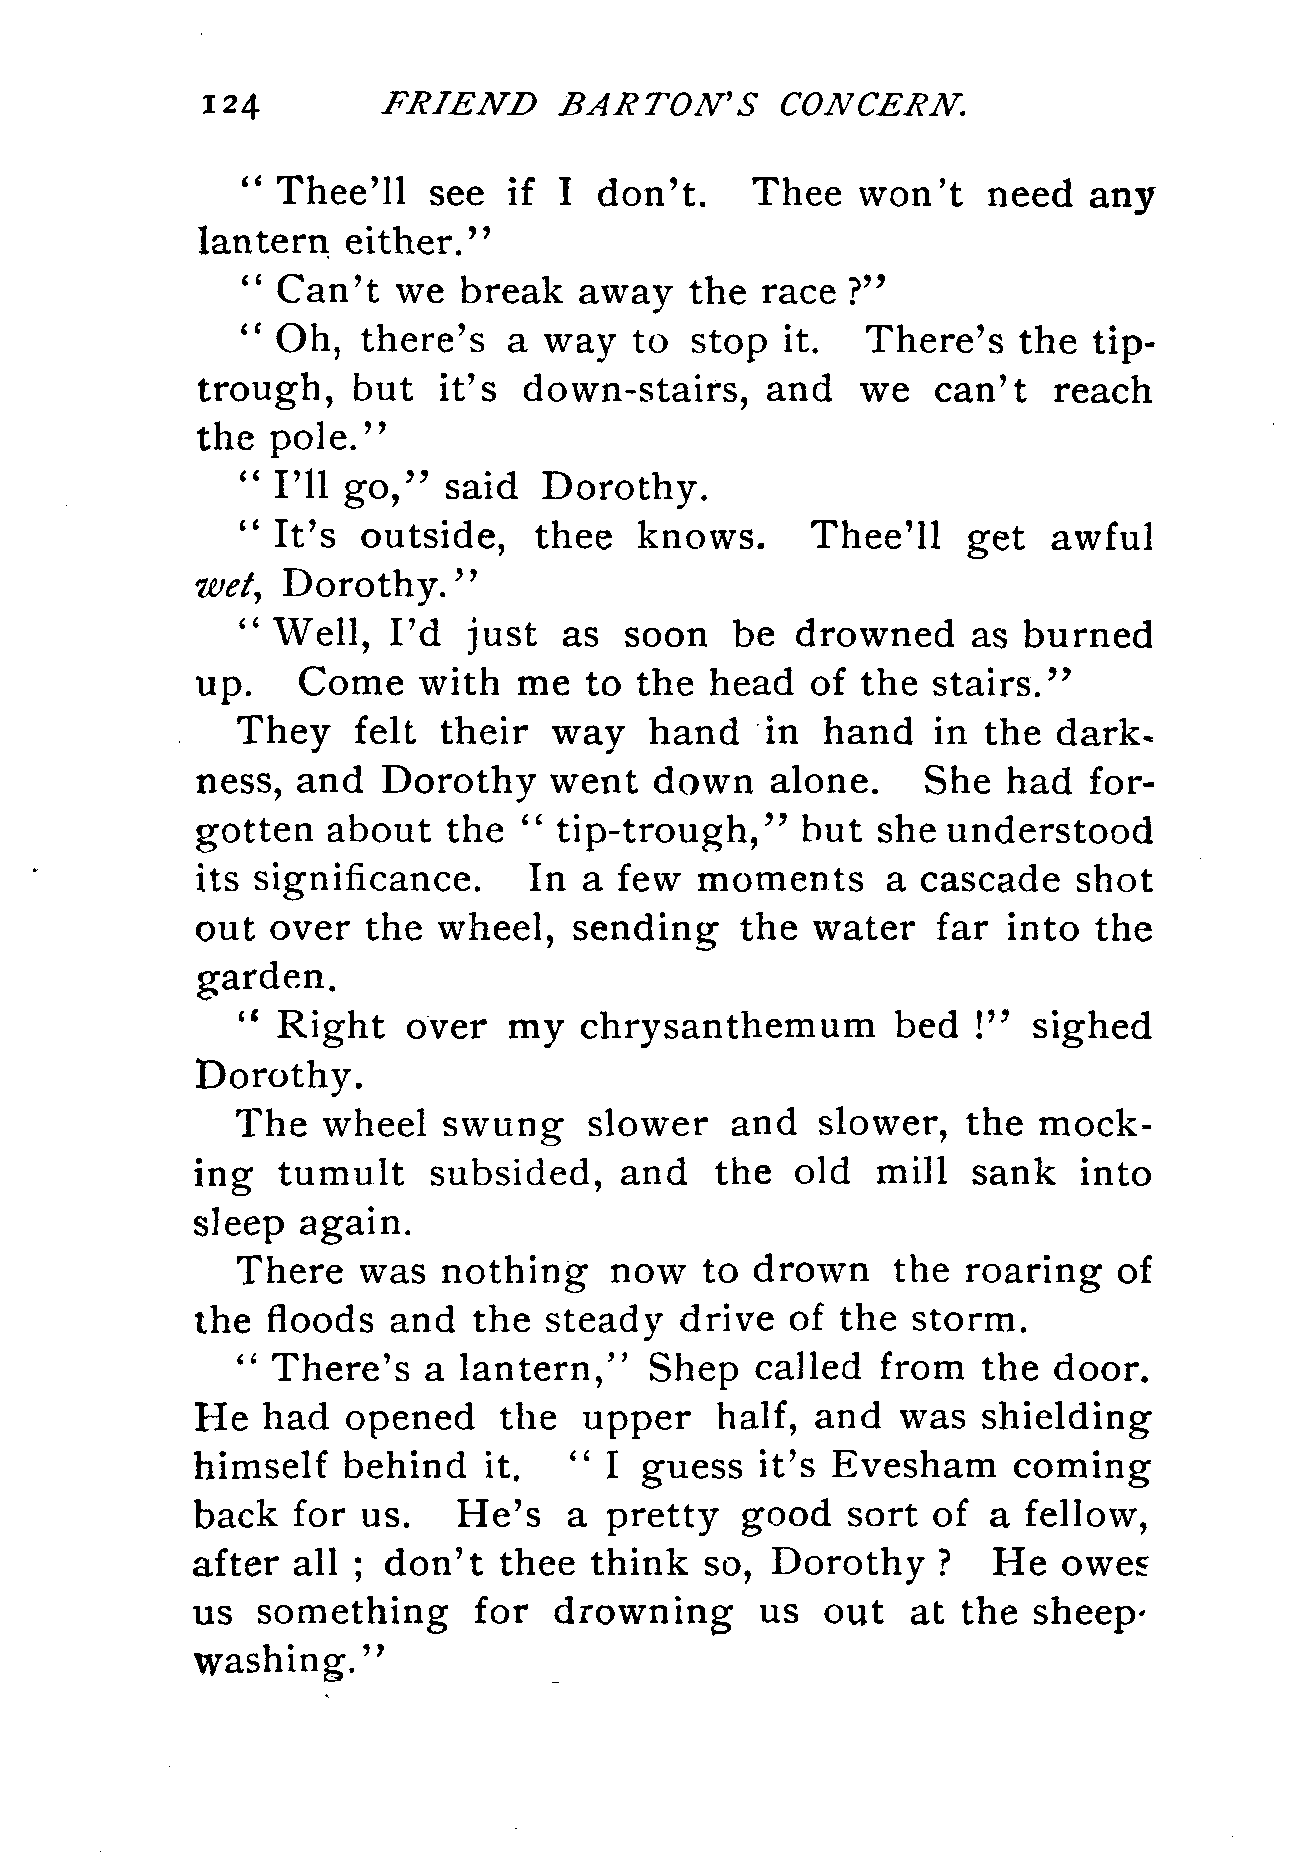 124 FRIEND BARTON'S CONCERN.
" Thee'll see if I don't. Thee won't need any
lantern either."
" Can't we break away the race ?"
" Oh, there's a way to stop it. There's the tip-
trough, but it's down-stairs, and we can't reach
the pole."
" I'll go," said Dorothy.
" It's outside, thee knows. Thee'll get awful
wet, Dorothy."
" Well, I'd just as soon be drowned as burned
up. Come with me to the head of the stairs."
They felt their way hand in hand in the dark-
ness, and Dorothy went down alone. She had for-
gotten about the " tip-trough," but she understood
its significance. In a few moments a cascade shot
out over the wheel, sending the water far into the
garden.
" Right over my chrysanthemum bed !" sighed
Dorothy.
The wheel swung slower and slower, the mock-
ing tumult subsided, and the old mill sank into
sleep again.
There was nothing now to drown the roaring of
the floods and the steady drive of the storm.
" There's a lantern," Shep called from the door.
He had opened the upper half, and was shielding
himself behind it. " I guess it's Evesham coming
back for us. He's a pretty good sort of a fellow,
after all ; don't thee think so, Dorothy ? He owes
us something for drowning us out at the sheep-
washing."